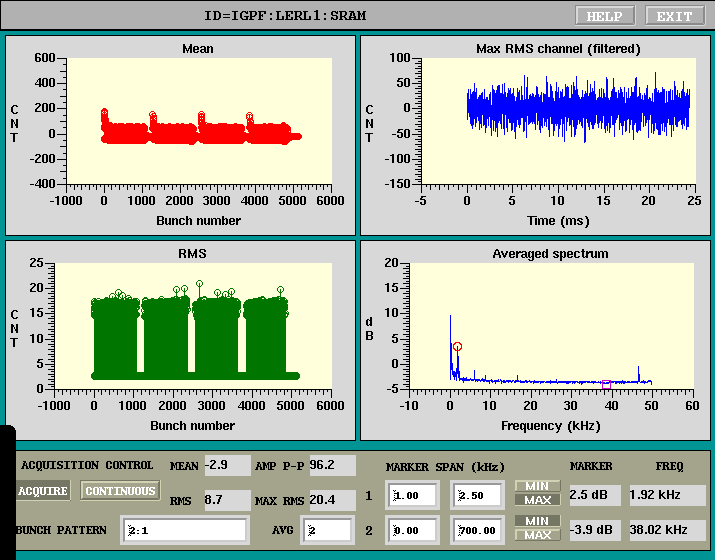 ID=IGPF:LERL1:SRAM HELP EXIT
Mean
600
400
200
0
-200
-400
CNT
-1000 0 1000 2000 3000 4000 5000 6000
Bunch number
Max RMS channel (filtered)
100
50
0
-50
-100
-150
CNT
-5 0 5 10 15 20 25
Time (ms)
RMS
25
20
15
10
5
0
CNT
-1000 0 1000 2000 3000 4000 5000 6000
Bunch number
Averaged spectrum
20
15
10
5
0
-5
dB
-10 0 10 20 30 40 50 60
Frequency (kHz)
ACQUISITION CONTROL MEAN -2.9 AMP P-P 96.2
ACQUIRE CONTINUOUS RMS 8.7 MAX RMS 20.4
BUNCH PATTERN 2:1 AVG 2
MARKER SPAN (kHz) MARKER FREQ
1 1.00 2.50 MIN MAX 2.5 dB 1.92 kHz
2 0.00 700.00 MIN MAX -3.9 dB 38.02 kHz